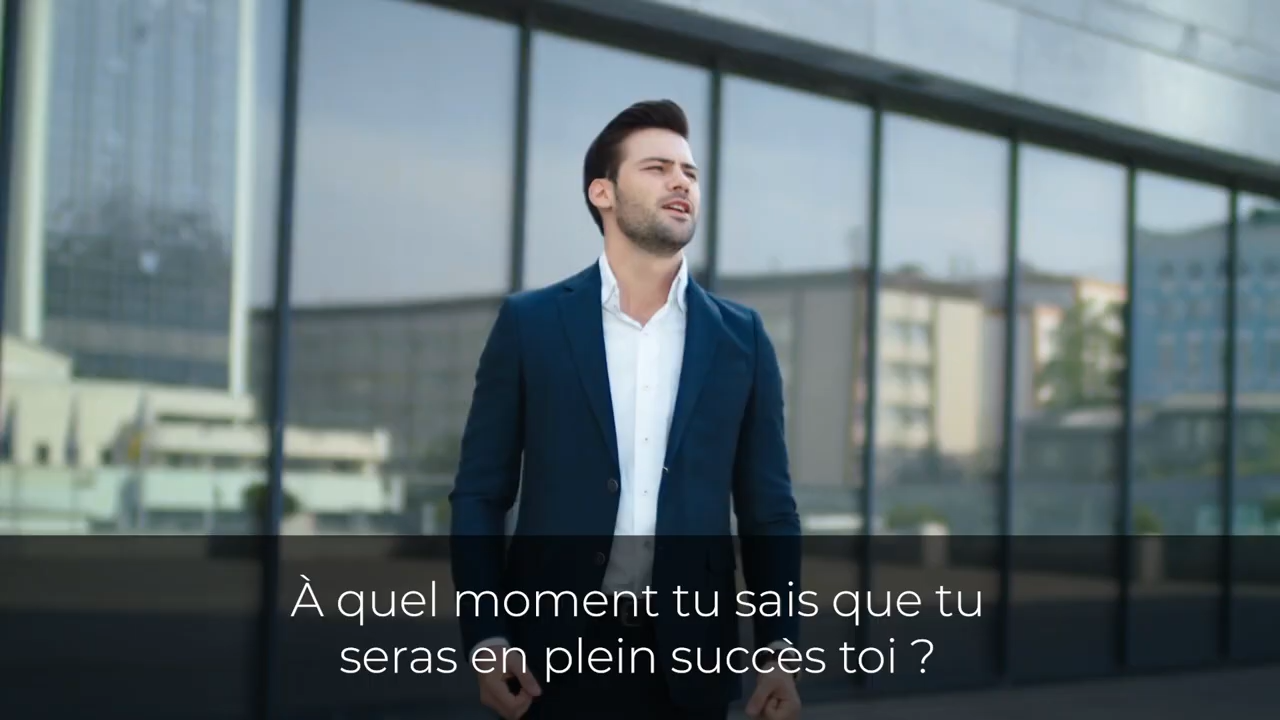 À quel moment tu sais que tu
seras en plein succès toi ?